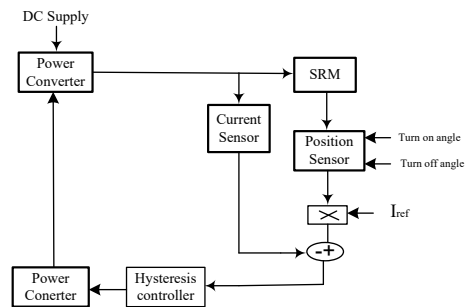 DC Supply
Power
Converter
SRM
Current
Sensor
Position
Sensor
Turn on angle
Turn off angle
Iref
-+
Power
Conerter
Hysteresis
controller